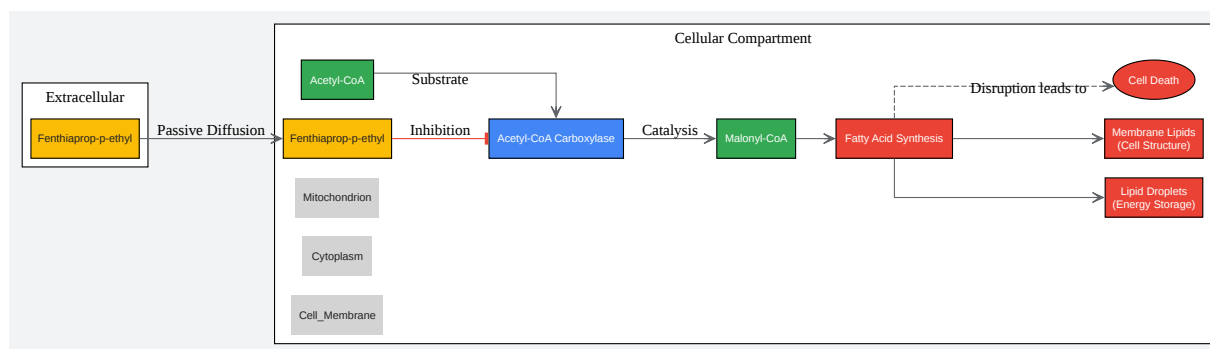 Cellular Compartment
Extracellular
Acetyl-CoA
Substrate
Disruption leads to
Cell Death
Fenthiaprop-p-ethyl
Passive Diffusion
Fenthiaprop-p-ethyl
Inhibition
Acetyl-CoA Carboxylase
Catalysis
Malonyl-CoA
Fatty Acid Synthesis
Membrane Lipids
(Cell Structure)
Mitochondrion
Lipid Droplets
(Energy Storage)
Cytoplasm
Cell_Membrane